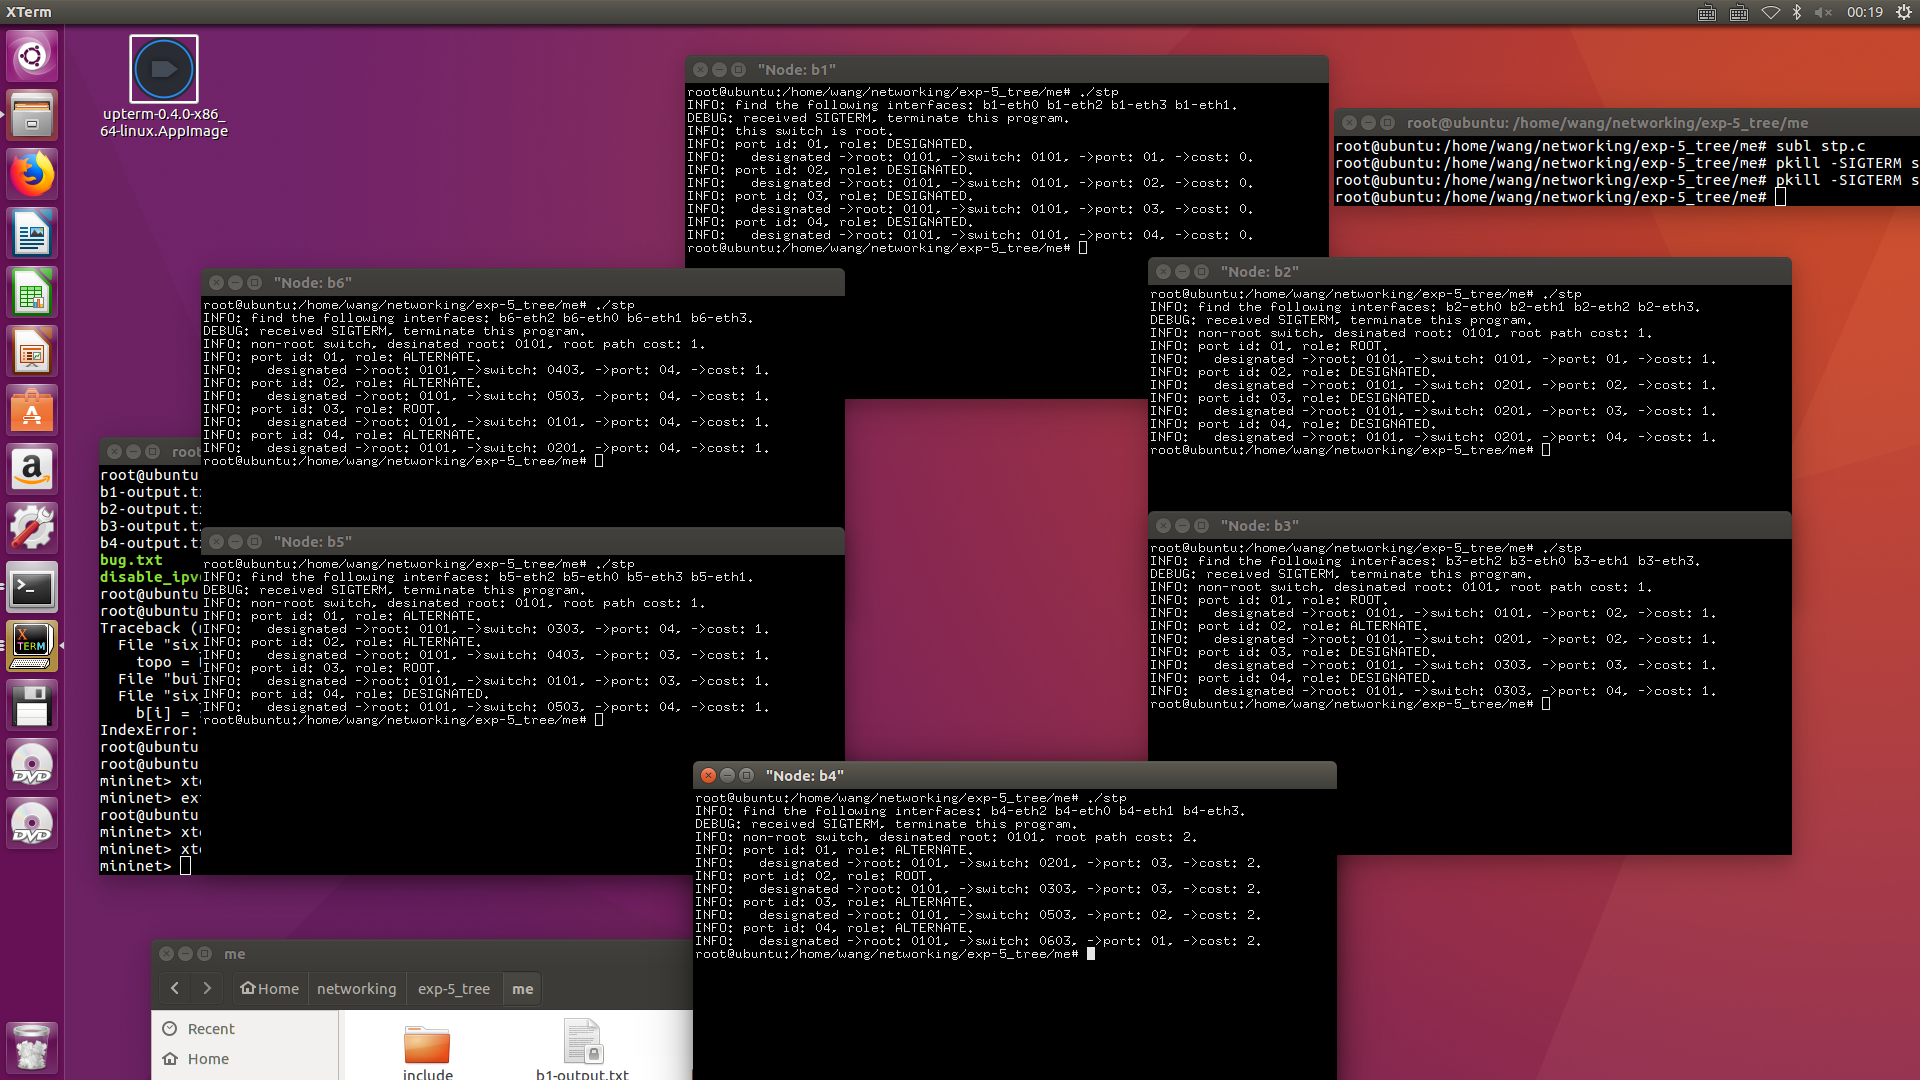 XTerm
00:19
upterm-0.4.0-x86_
64-linux.AppImage
"Node: b1"
root@ubuntu:/home/wang/networking/exp-5_tree/me# ./stp
INFO: find the following interfaces: b1-eth0 b1-eth2 b1-eth3 b1-eth1.
DEBUG: received SIGTERM, terminate this program.
INFO: this switch is root.
INFO: port id: 01, role: DESIGNATED.
INFO:   designated ->root: 0101, ->switch: 0101, ->port: 01, ->cost: 0.
INFO: port id: 02, role: DESIGNATED.
INFO:   designated ->root: 0101, ->switch: 0101, ->port: 02, ->cost: 0.
INFO: port id: 03, role: DESIGNATED.
INFO:   designated ->root: 0101, ->switch: 0101, ->port: 03, ->cost: 0.
INFO: port id: 04, role: DESIGNATED.
INFO:   designated ->root: 0101, ->switch: 0101, ->port: 04, ->cost: 0.
root@ubuntu:/home/wang/networking/exp-5_tree/me#
root@ubuntu: /home/wang/networking/exp-5_tree/me
root@ubuntu:/home/wang/networking/exp-5_tree/me# subl stp.c
root@ubuntu:/home/wang/networking/exp-5_tree/me# pkill -SIGTERM s
root@ubuntu:/home/wang/networking/exp-5_tree/me# pkill -SIGTERM s
root@ubuntu:/home/wang/networking/exp-5_tree/me#
"Node: b6"
root@ubuntu:/home/wang/networking/exp-5_tree/me# ./stp
INFO: find the following interfaces: b6-eth2 b6-eth0 b6-eth1 b6-eth3.
DEBUG: received SIGTERM, terminate this program.
INFO: non-root switch, desinated root: 0101, root path cost: 1.
INFO: port id: 01, role: ALTERNATE.
INFO:   designated ->root: 0101, ->switch: 0403, ->port: 04, ->cost: 1.
INFO: port id: 02, role: ALTERNATE.
INFO:   designated ->root: 0101, ->switch: 0503, ->port: 04, ->cost: 1.
INFO: port id: 03, role: ROOT.
INFO:   designated ->root: 0101, ->switch: 0101, ->port: 04, ->cost: 1.
INFO: port id: 04, role: ALTERNATE.
INFO:   designated ->root: 0101, ->switch: 0201, ->port: 04, ->cost: 1.
root@ubuntu:/home/wang/networking/exp-5_tree/me#
"Node: b2"
root@ubuntu:/home/wang/networking/exp-5_tree/me# ./stp
INFO: find the following interfaces: b2-eth0 b2-eth1 b2-eth2 b2-eth3.
DEBUG: received SIGTERM, terminate this program.
INFO: non-root switch, desinated root: 0101, root path cost: 1.
INFO: port id: 01, role: ROOT.
INFO:   designated ->root: 0101, ->switch: 0101, ->port: 01, ->cost: 1.
INFO: port id: 02, role: DESIGNATED.
INFO:   designated ->root: 0101, ->switch: 0201, ->port: 02, ->cost: 1.
INFO: port id: 03, role: DESIGNATED.
INFO:   designated ->root: 0101, ->switch: 0201, ->port: 03, ->cost: 1.
INFO: port id: 04, role: DESIGNATED.
INFO:   designated ->root: 0101, ->switch: 0201, ->port: 04, ->cost: 1.
root@ubuntu:/home/wang/networking/exp-5_tree/me#
root
root@ubuntu
b1-output.tx
b2-output.tx
b3-output.tx
b4-output.tx
bug.txt
disable_ipv
root@ubuntu
root@ubuntu
Traceback (
File "six
topo =
File "bui
File "six
b[i] =
IndexError:
root@ubuntu
root@ubuntu
mininet> xte
mininet> ex
root@ubuntu
mininet> xte
mininet> xte
mininet>
"Node: b5"
root@ubuntu:/home/wang/networking/exp-5_tree/me# ./stp
INFO: find the following interfaces: b5-eth2 b5-eth0 b5-eth3 b5-eth1.
DEBUG: received SIGTERM, terminate this program.
INFO: non-root switch, desinated root: 0101, root path cost: 1.
INFO: port id: 01, role: ALTERNATE.
INFO:   designated ->root: 0101, ->switch: 0303, ->port: 04, ->cost: 1.
INFO: port id: 02, role: ALTERNATE.
INFO:   designated ->root: 0101, ->switch: 0403, ->port: 03, ->cost: 1.
INFO: port id: 03, role: ROOT.
INFO:   designated ->root: 0101, ->switch: 0101, ->port: 03, ->cost: 1.
INFO: port id: 04, role: DESIGNATED.
INFO:   designated ->root: 0101, ->switch: 0503, ->port: 04, ->cost: 1.
root@ubuntu:/home/wang/networking/exp-5_tree/me#
"Node: b3"
root@ubuntu:/home/wang/networking/exp-5_tree/me# ./stp
INFO: find the following interfaces: b3-eth2 b3-eth0 b3-eth1 b3-eth3.
DEBUG: received SIGTERM, terminate this program.
INFO: non-root switch, desinated root: 0101, root path cost: 1.
INFO: port id: 01, role: ROOT.
INFO:   designated ->root: 0101, ->switch: 0101, ->port: 02, ->cost: 1.
INFO: port id: 02, role: ALTERNATE.
INFO:   designated ->root: 0101, ->switch: 0201, ->port: 02, ->cost: 1.
INFO: port id: 03, role: DESIGNATED.
INFO:   designated ->root: 0101, ->switch: 0303, ->port: 03, ->cost: 1.
INFO: port id: 04, role: DESIGNATED.
INFO:   designated ->root: 0101, ->switch: 0303, ->port: 04, ->cost: 1.
root@ubuntu:/home/wang/networking/exp-5_tree/me#
"Node: b4"
root@ubuntu:/home/wang/networking/exp-5_tree/me# ./stp
INFO: find the following interfaces: b4-eth2 b4-eth0 b4-eth1 b4-eth3.
DEBUG: received SIGTERM, terminate this program.
INFO: non-root switch, desinated root: 0101, root path cost: 2.
INFO: port id: 01, role: ALTERNATE.
INFO:   designated ->root: 0101, ->switch: 0201, ->port: 03, ->cost: 2.
INFO: port id: 02, role: ROOT.
INFO:   designated ->root: 0101, ->switch: 0303, ->port: 03, ->cost: 2.
INFO: port id: 03, role: ALTERNATE.
INFO:   designated ->root: 0101, ->switch: 0503, ->port: 02, ->cost: 2.
INFO: port id: 04, role: ALTERNATE.
INFO:   designated ->root: 0101, ->switch: 0603, ->port: 01, ->cost: 2.
root@ubuntu:/home/wang/networking/exp-5_tree/me#
me
Home networking exp-5_tree me
Recent
Home
include
b1-output.txt
X
TERM
DVD
DVD